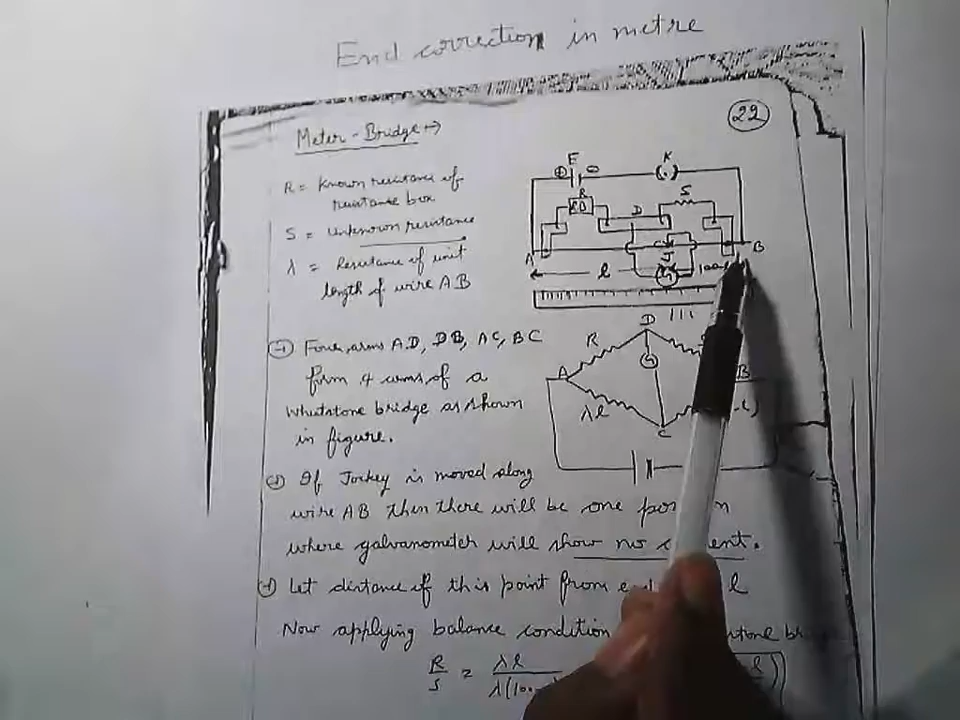 End correction in metre
22
Meter-Bridge →
R = Known resistance of
resistance box
S = Unknown resistance
λ = Resistance of unit
length of wire AB
E
K
R
RB
D
S
C
J
A
B
l
G
Four arms AD, DB, AC, BC
form 4 arms of a
Whetstone bridge as shown
in figure.
D
R
G
A
B
λl
C
If Jockey is moved along
wire AB then there will be one
where galvanometer will show no
Let distance of this point from l
Now applying balance condition
R/S = λl/λ(100-